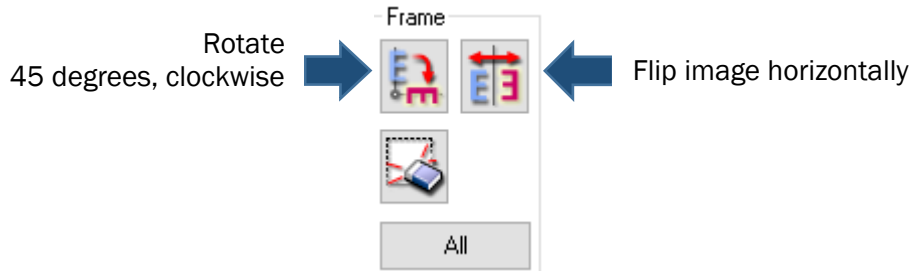 Frame
Rotate
45 degrees, clockwise
Flip image horizontally
All